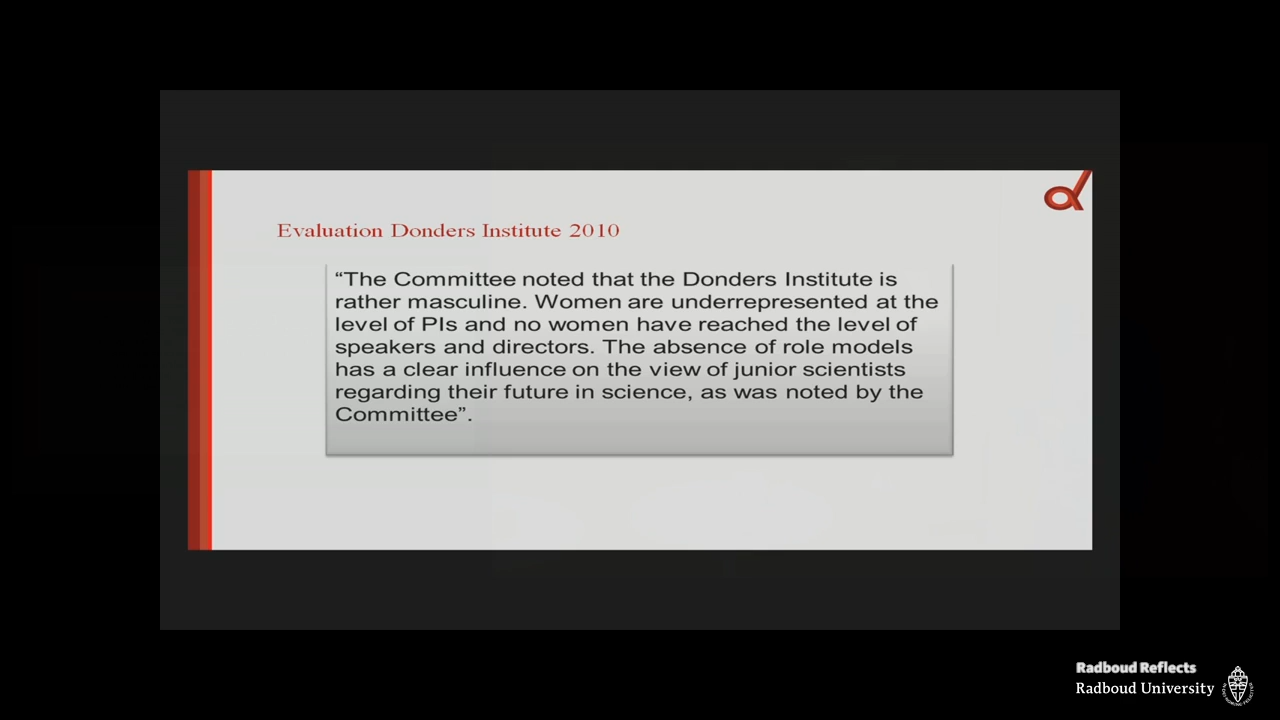 Evaluation Donders Institute 2010
“The Committee noted that the Donders Institute is
rather masculine. Women are underrepresented at the
level of PIs and no women have reached the level of
speakers and directors. The absence of role models
has a clear influence on the view of junior scientists
regarding their future in science, as was noted by the
Committee”.
Radboud Reflects
Radboud University